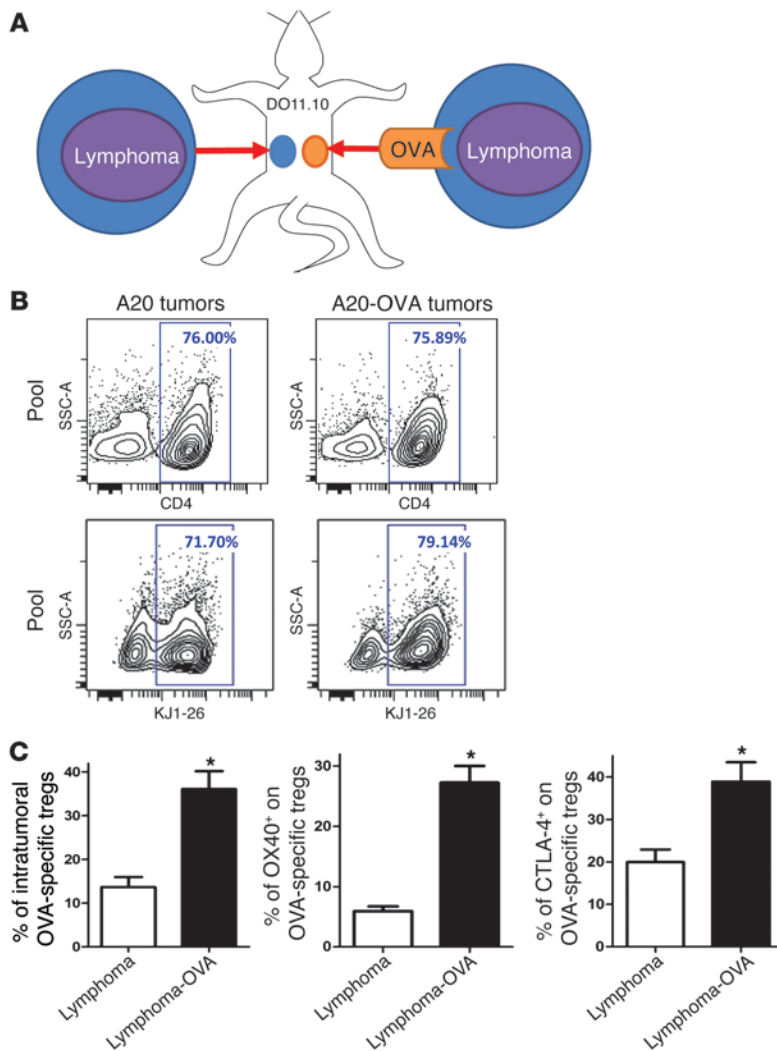 A
DO11.10
Lymphoma
OVA
Lymphoma
B
A20 tumors
A20-OVA tumors
Pool
SSC-A
76.00%
CD4
SSC-A
75.89%
CD4
Pool
SSC-A
71.70%
KJ1-26
SSC-A
79.14%
KJ1-26
C
% of intratumoral
OVA-specific tregs
40
30
20
10
0
*
Lymphoma
Lymphoma-OVA
% of OX40⁺ on
OVA-specific tregs
30
20
10
0
*
Lymphoma
Lymphoma-OVA
% of CTLA-4⁺ on
OVA-specific tregs
40
30
20
10
0
*
Lymphoma
Lymphoma-OVA